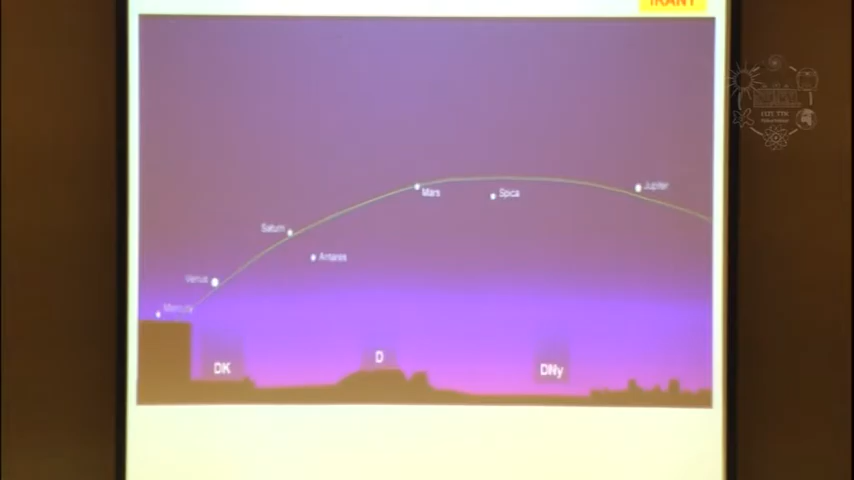 IRÁNY
Jupiter
Mars
Spica
Saturn
Antares
Venus
Mercury
DK
D
DNy